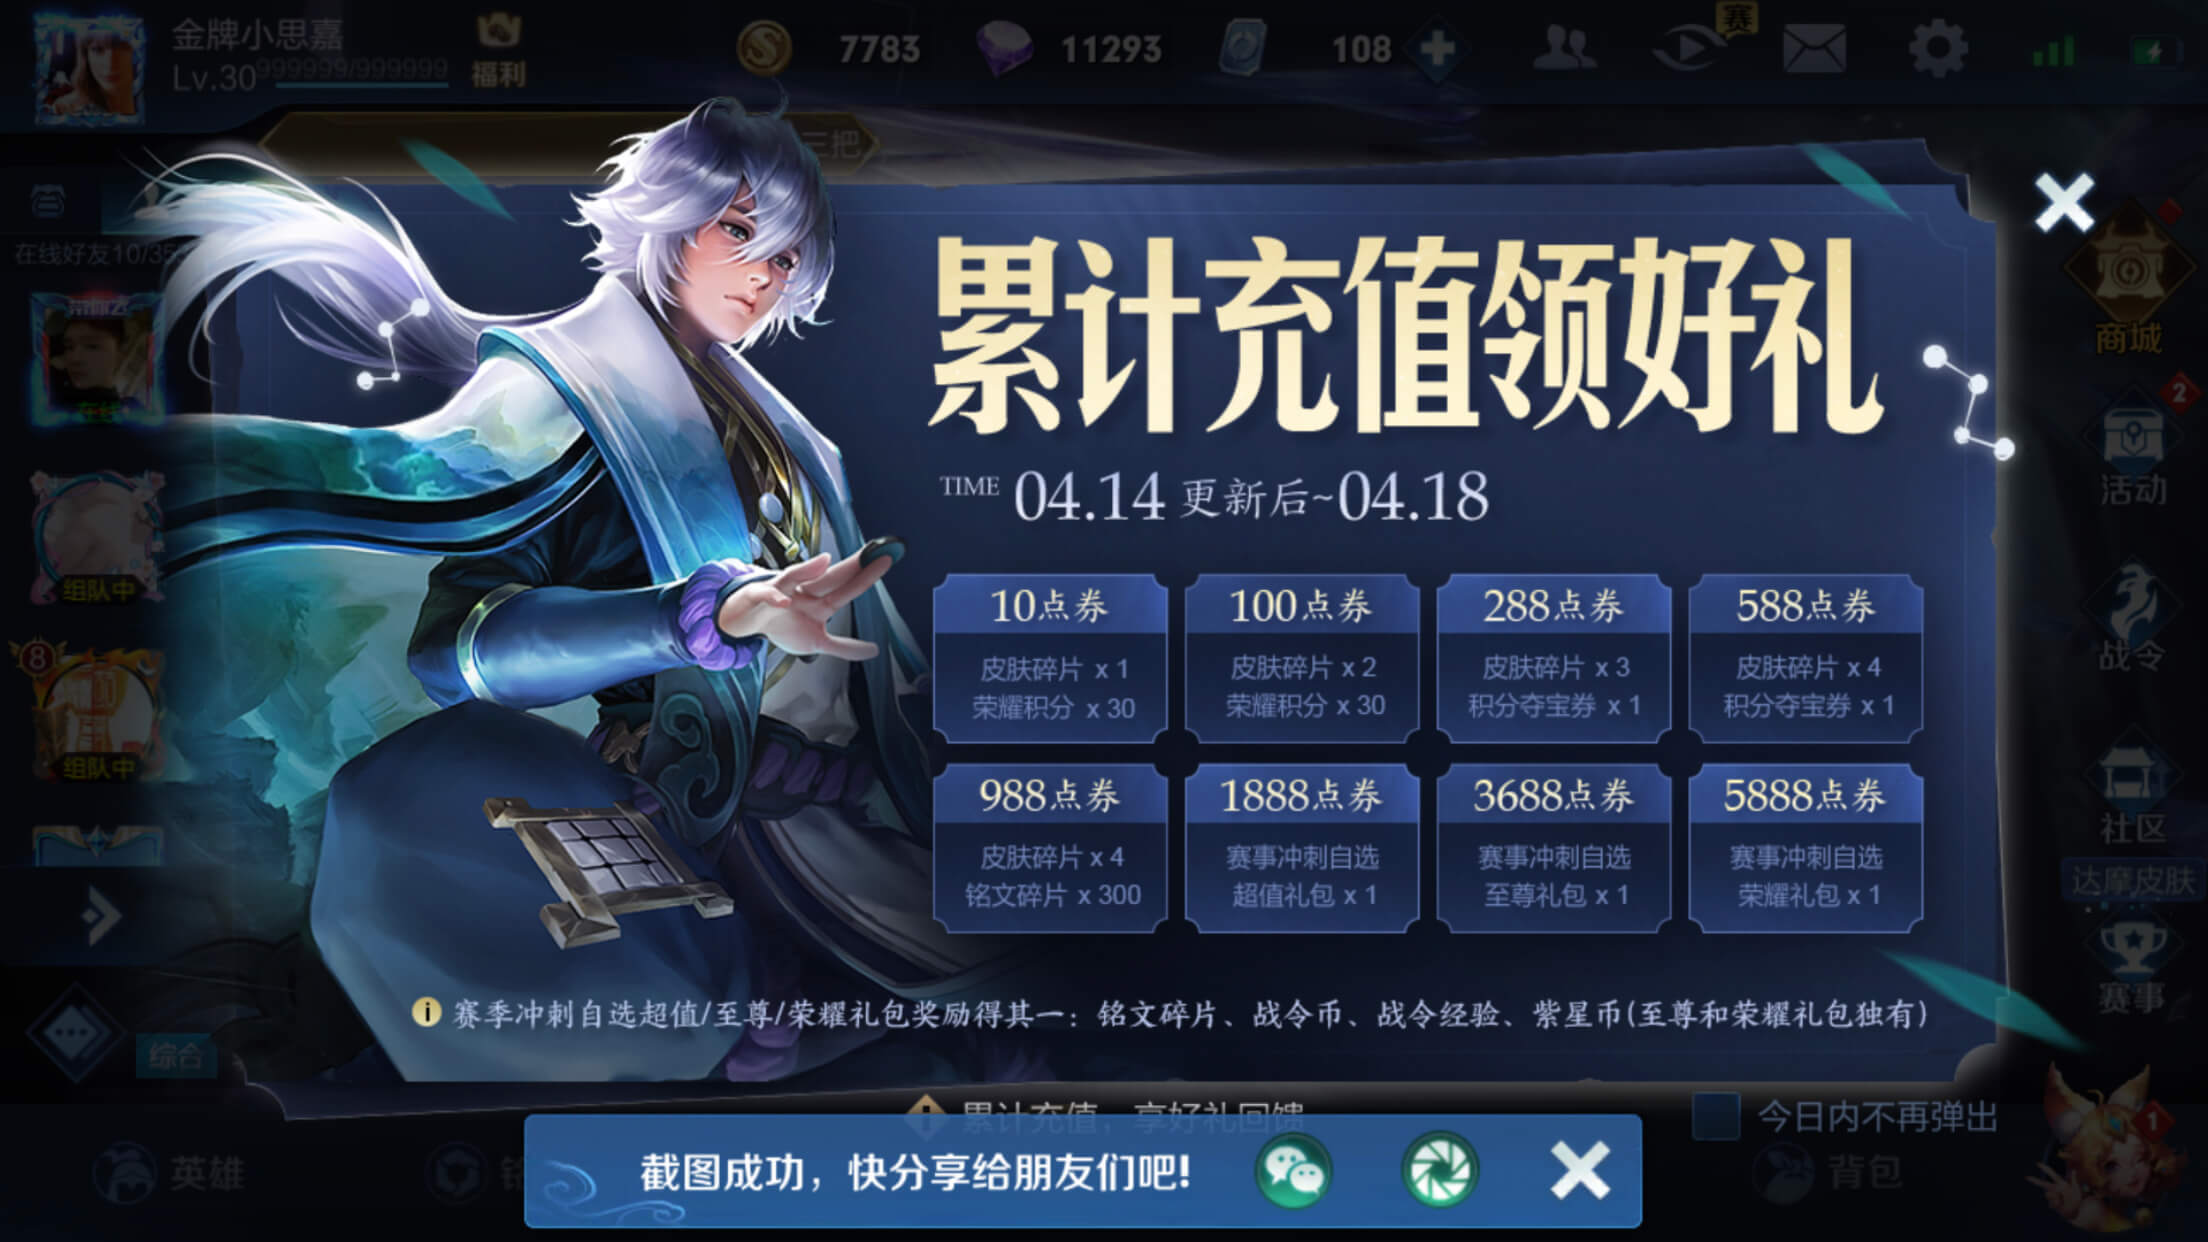 金牌小思嘉
Lv.30
999999/999999
福利
7783
11293
108
赛
三把
在线好友10/35
在线
组队中
8
组队中
综合
累计充值领好礼
TIME 04.14更新后~04.18
10点券
皮肤碎片 x 1
荣耀积分 x 30
100点券
皮肤碎片 x 2
荣耀积分 x 30
288点券
皮肤碎片 x 3
积分夺宝券 x 1
588点券
皮肤碎片 x 4
积分夺宝券 x 1
988点券
皮肤碎片 x 4
铭文碎片 x 300
1888点券
赛事冲刺自选
超值礼包 x 1
3688点券
赛事冲刺自选
至尊礼包 x 1
5888点券
赛事冲刺自选
荣耀礼包 x 1
赛季冲刺自选超值/至尊/荣耀礼包奖励得其一：铭文碎片、战令币、战令经验、紫星币(至尊和荣耀礼包独有)
商城
2
活动
战令
社区
达摩皮肤
赛事
累计充值，享好礼回馈
今日内不再弹出
1
截图成功，快分享给朋友们吧!
英雄
背包